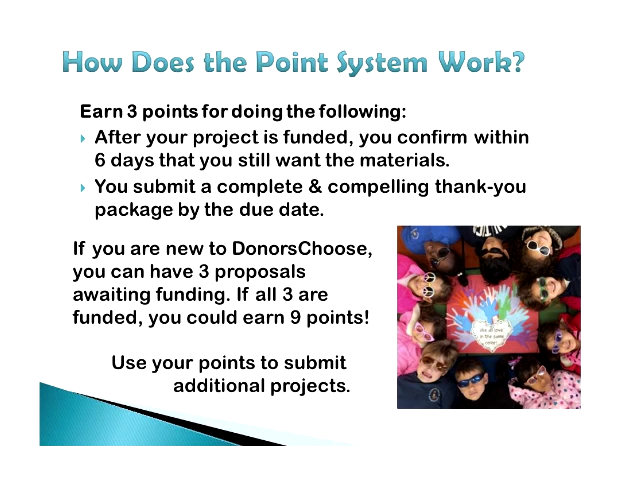 How Does the Point System Work?
Earn 3 points for doing the following:
After your project is funded, you confirm within
6 days that you still want the materials.
You submit a complete & compelling thank-you
package by the due date.
If you are new to DonorsChoose,
you can have 3 proposals
awaiting funding. If all 3 are
funded, you could earn 9 points!
Use your points to submit
additional projects.
in the same